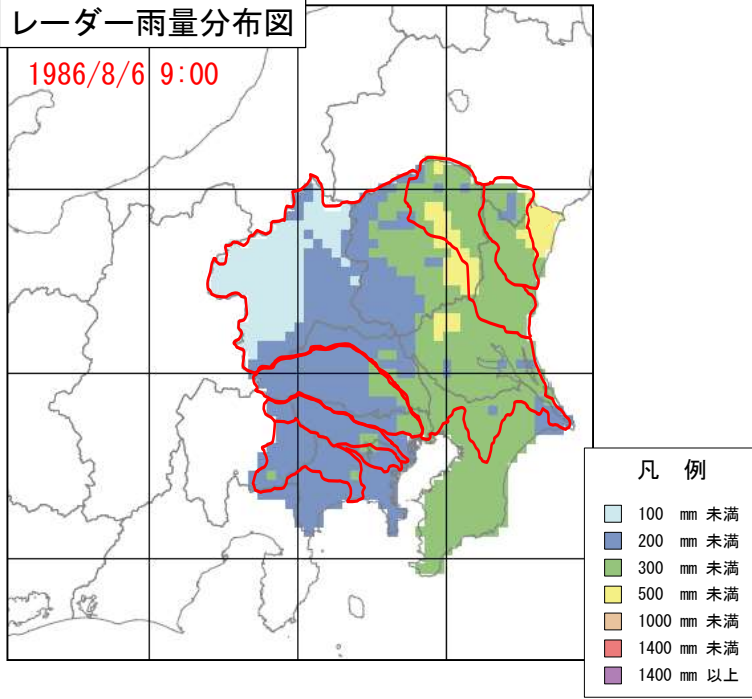 レーダー雨量分布図
1986/8/6 9:00
凡 例
100 mm 未満
200 mm 未満
300 mm 未満
500 mm 未満
1000 mm 未満
1400 mm 未満
1400 mm 以上